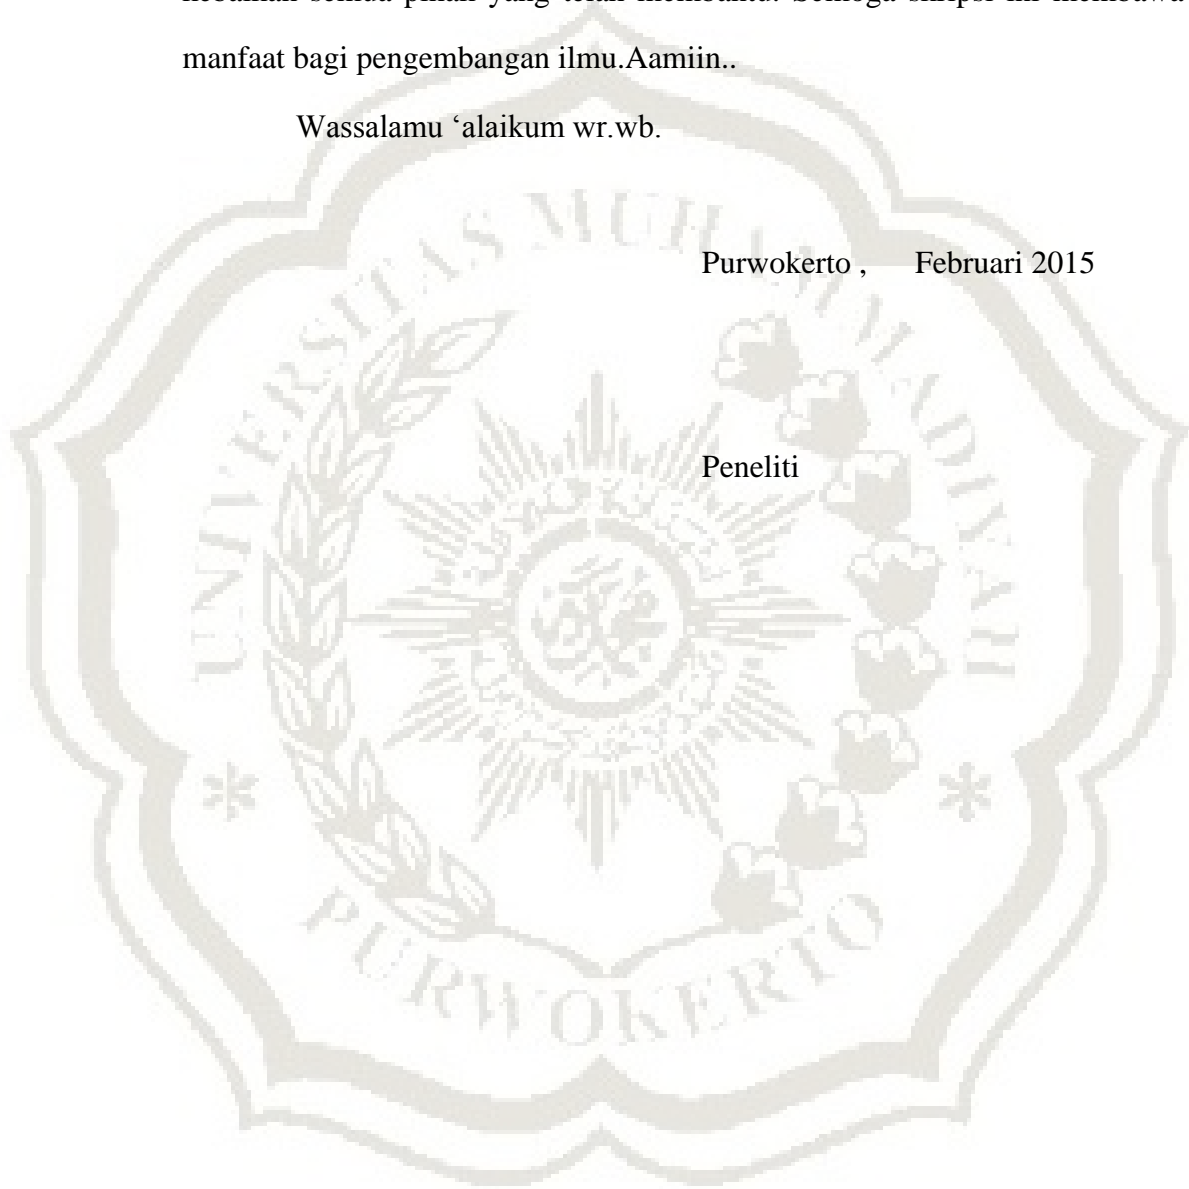 kebaikan semua pihak yang telah membantu. Semoga skripsi ini membawa
manfaat bagi pengembangan ilmu.Aamiin..
Wassalamu ‘alaikum wr.wb.
Purwokerto , Februari 2015
Peneliti
UNIVERSITAS MUHAMMADIYAH
* PURWOKERTO *